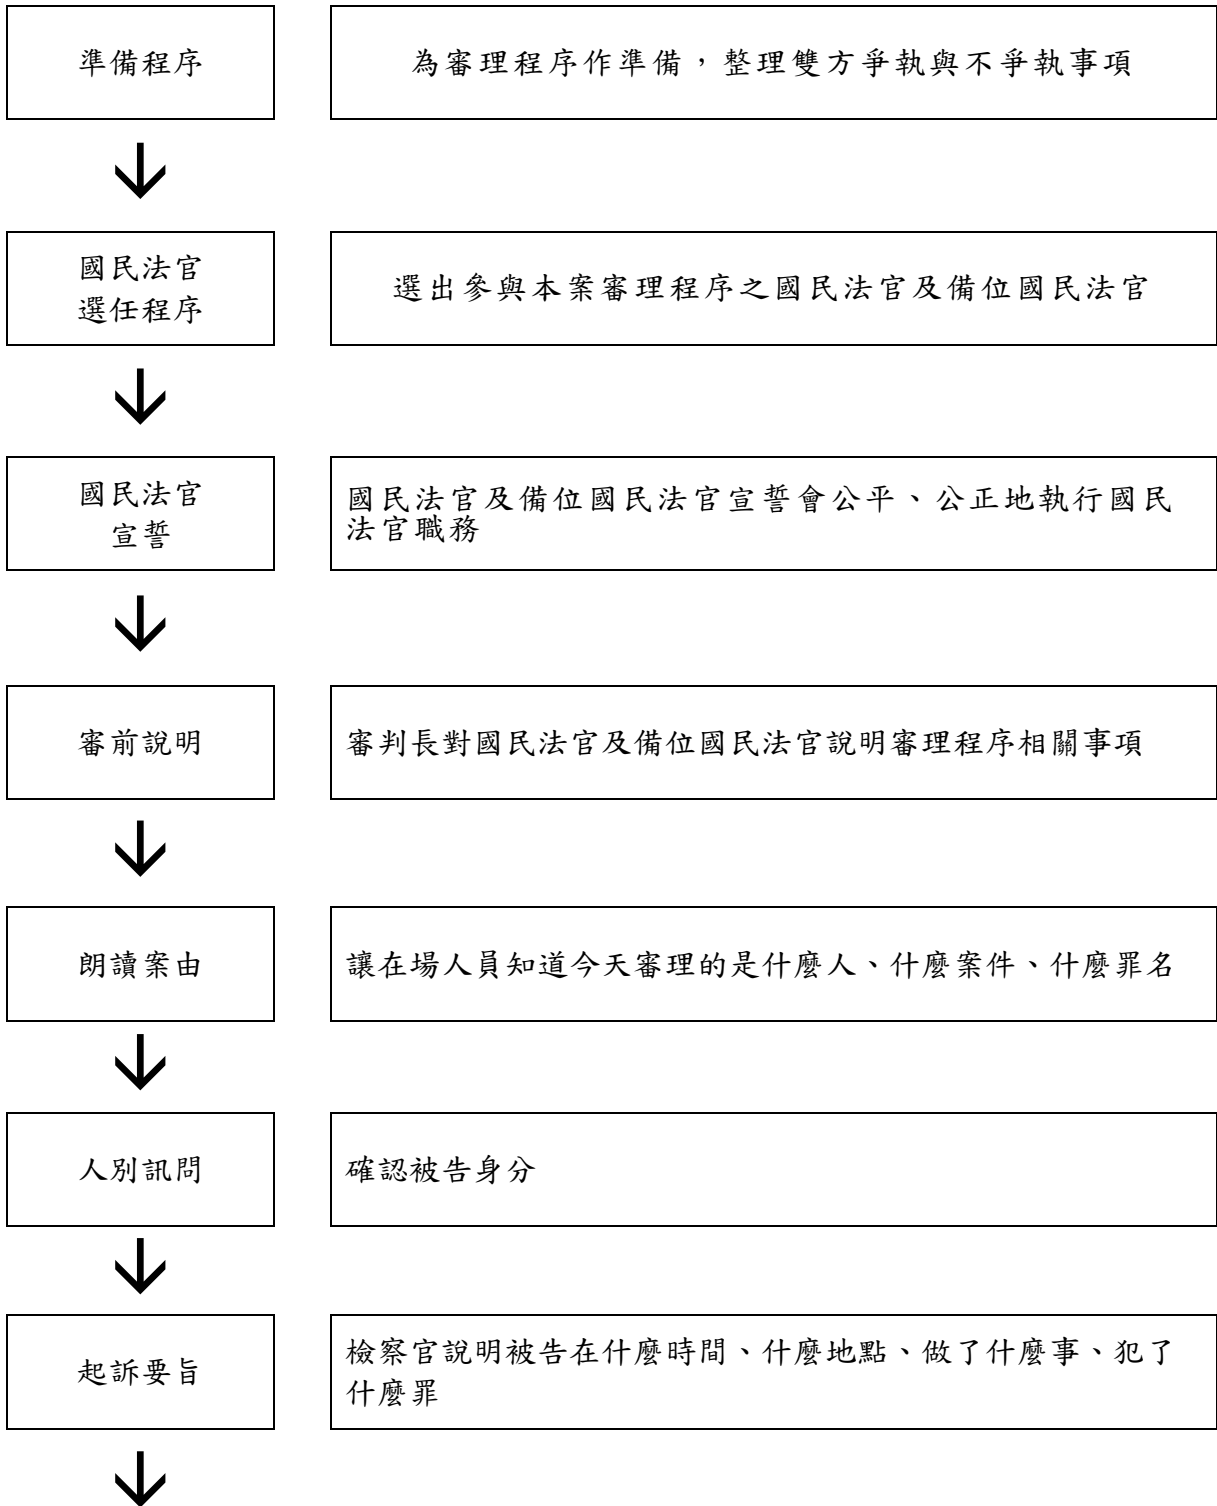 準備程序
為審理程序作準備，整理雙方爭執與不爭執事項
國民法官
選任程序
選出參與本案審理程序之國民法官及備位國民法官
國民法官
宣誓
國民法官及備位國民法官宣誓會公平、公正地執行國民
法官職務
審前說明
審判長對國民法官及備位國民法官說明審理程序相關事項
朗讀案由
讓在場人員知道今天審理的是什麼人、什麼案件、什麼罪名
人別訊問
確認被告身分
起訴要旨
檢察官說明被告在什麼時間、什麼地點、做了什麼事、犯了
什麼罪